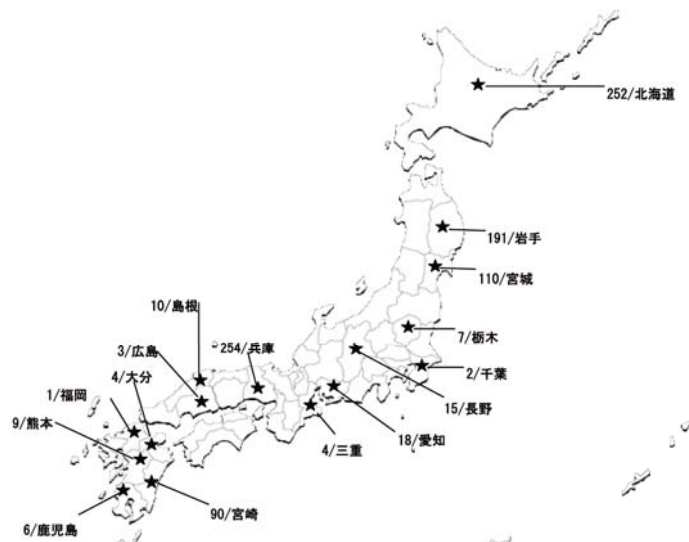 252/北海道
191/岩手
110/宮城
10/島根
7/栃木
3/広島
254/兵庫
4/大分
2/千葉
1/福岡
15/長野
9/熊本
18/愛知
4/三重
90/宮崎
6/鹿児島